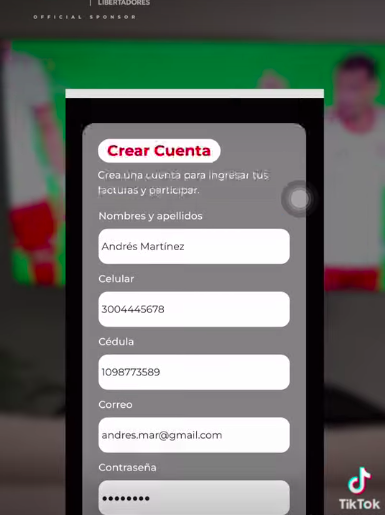 LIBERTADORES
OFFICIAL SPONSOR
Crear Cuenta
Crea una cuenta para ingresar tus
facturas y participar.
Nombres y apellidos
Andrés Martínez
Celular
3004445678
Cédula
1098773589
Correo
andres.mar@gmail.com
Contraseña
••••••••
TikTok